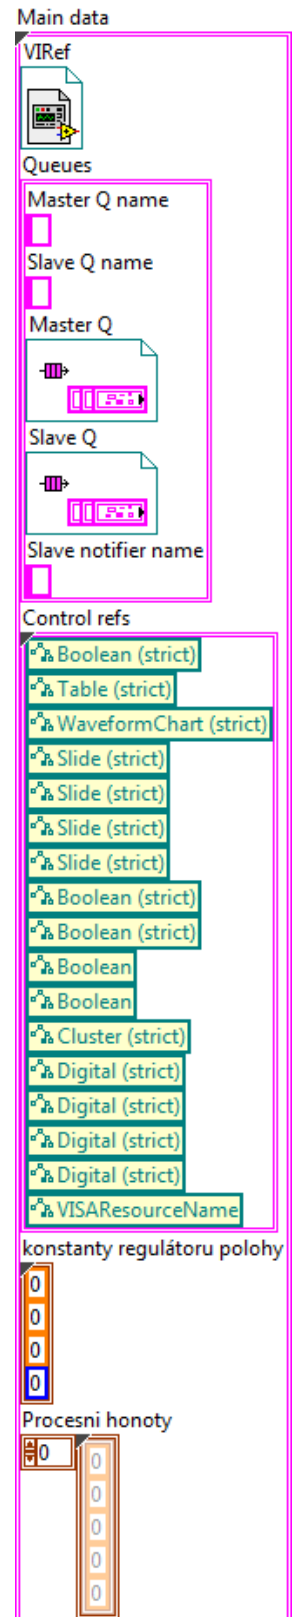 Main data
VIRef
Queues
Master Q name
Slave Q name
Master Q
Slave Q
Slave notifier name
Control refs
Boolean (strict)
Table (strict)
WaveformChart (strict)
Slide (strict)
Slide (strict)
Slide (strict)
Slide (strict)
Boolean (strict)
Boolean (strict)
Boolean
Boolean
Cluster (strict)
Digital (strict)
Digital (strict)
Digital (strict)
Digital (strict)
VISAResourceName
konstanty regulátoru polohy
0
0
0
0
Procesni honoty
0
0
0
0
0
0